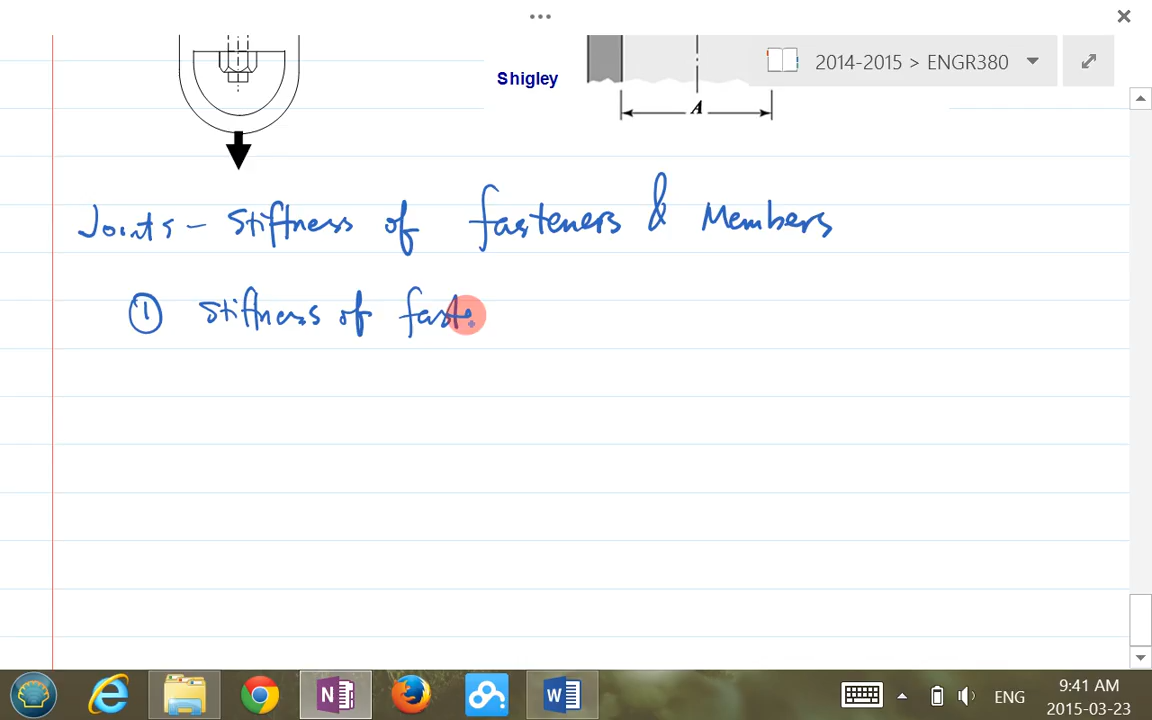 2014-2015 > ENGR380
Shigley
A
Joints - Stiffness of fasteners & Members
① Stiffness of faste
ENG
9:41 AM
2015-03-23